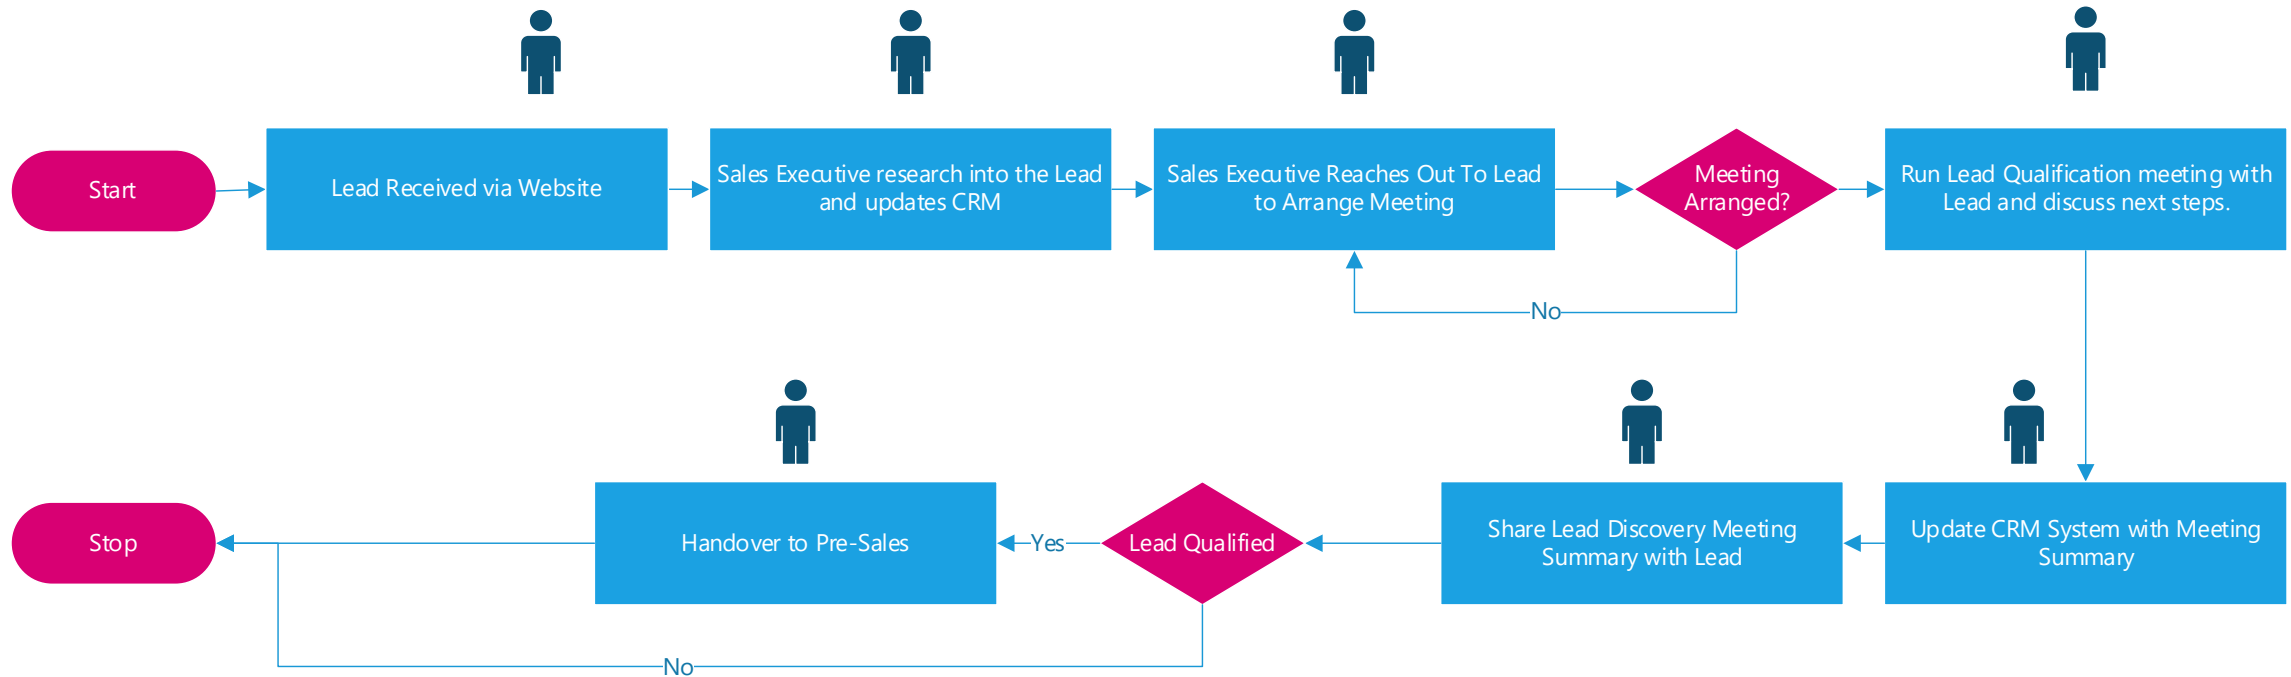 Start
Lead Received via Website
Sales Executive research into the Lead
and updates CRM
Sales Executive Reaches Out To Lead
to Arrange Meeting
Meeting
Arranged?
Run Lead Qualification meeting with
Lead and discuss next steps.
No
Stop
Handover to Pre-Sales
Yes
Lead Qualified
Share Lead Discovery Meeting
Summary with Lead
Update CRM System with Meeting
Summary
No